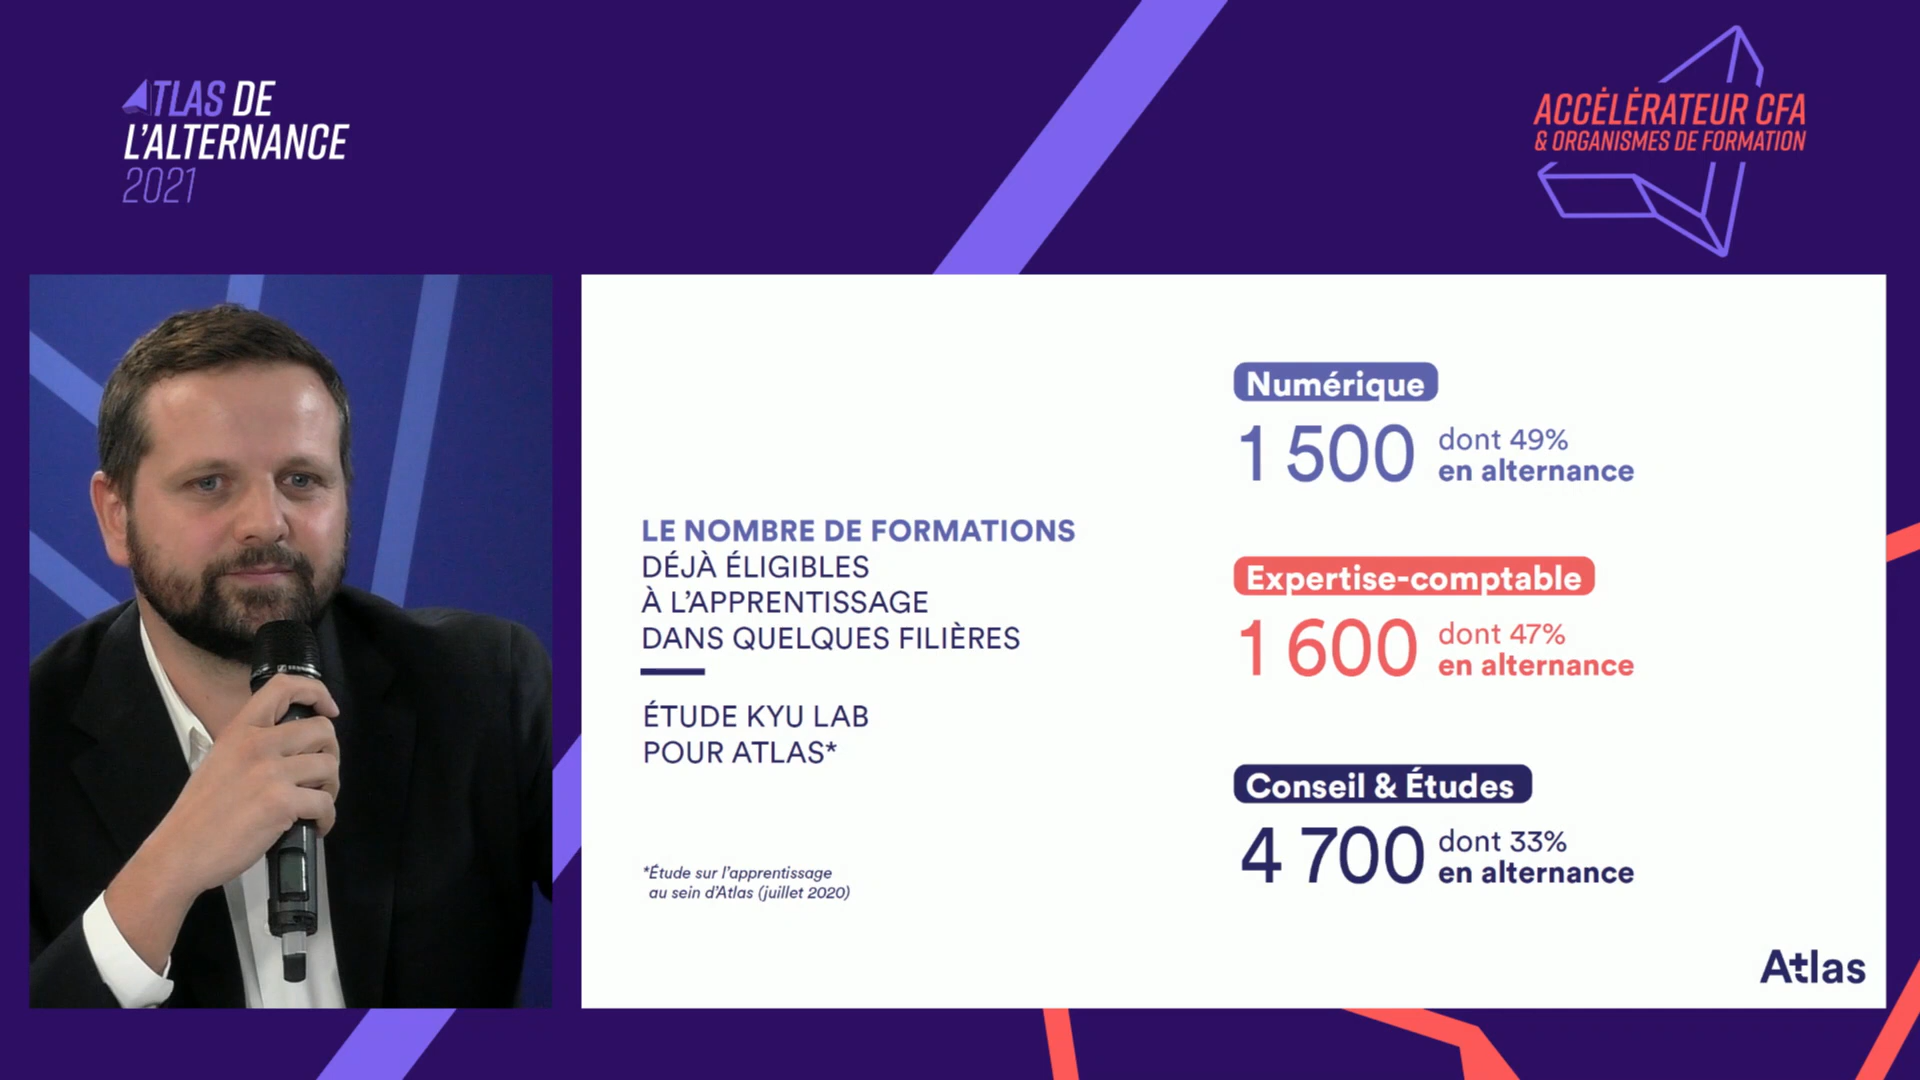 ATLAS DE
L'ALTERNANCE
2021
ACCÉLÉRATEUR CFA
& ORGANISMES DE FORMATION
LE NOMBRE DE FORMATIONS
DÉJÀ ÉLIGIBLES
À L'APPRENTISSAGE
DANS QUELQUES FILIÈRES
ÉTUDE KYU LAB
POUR ATLAS*
*Étude sur l'apprentissage
au sein d'Atlas (juillet 2020)
Numérique
1 500 dont 49%
en alternance
Expertise-comptable
1 600 dont 47%
en alternance
Conseil & Études
4 700 dont 33%
en alternance
Atlas